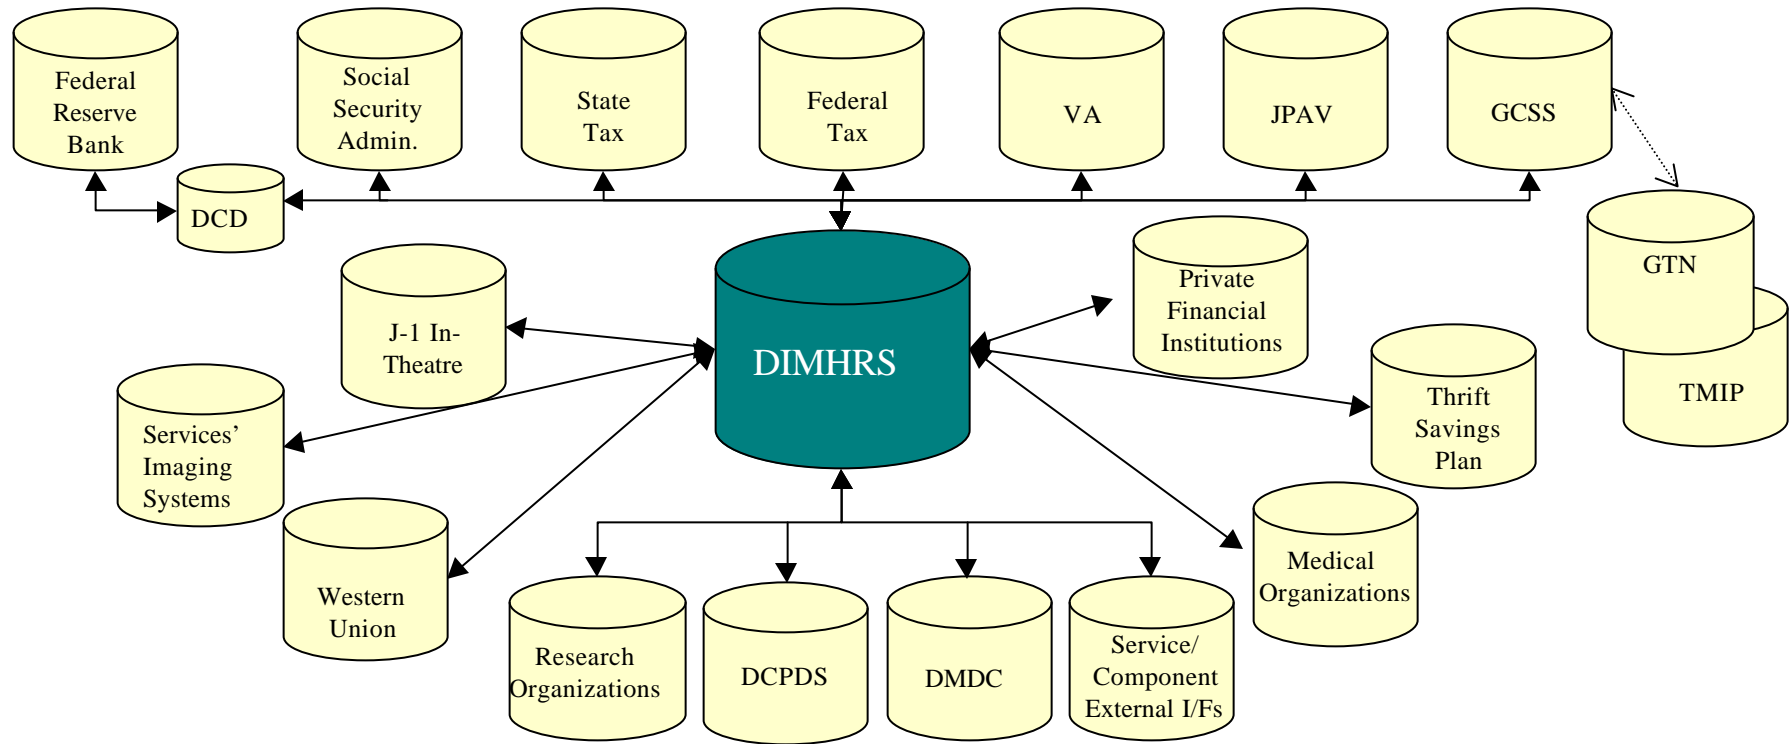 Federal
Reserve
Bank
Social
Security
Admin.
State
Tax
Federal
Tax
VA
JPAV
GCSS
DCD
GTN
TMIP
J-1 In-
Theatre
DIMHRS
Private
Financial
Institutions
Services’
Imaging
Systems
Thrift
Savings
Plan
Western
Union
Research
Organizations
DCPDS
DMDC
Service/
Component
External I/Fs
Medical
Organizations